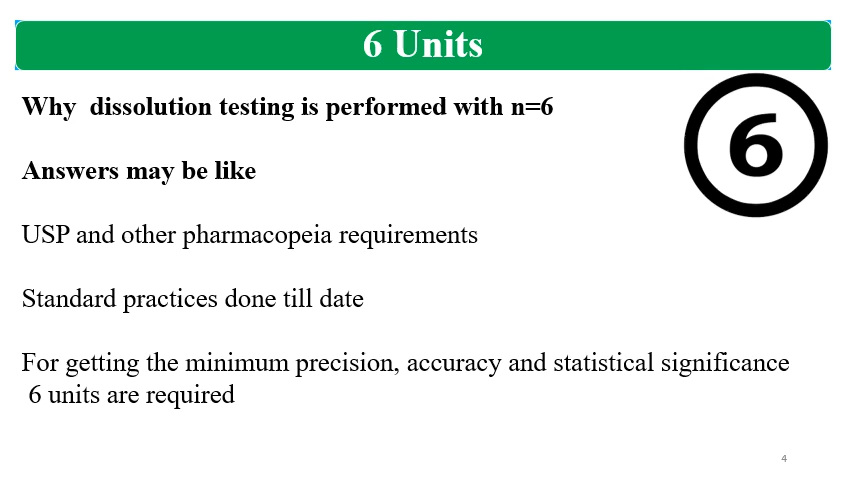 6 Units
Why  dissolution testing is performed with n=6
6
Answers may be like
USP and other pharmacopeia requirements
Standard practices done till date
For getting the minimum precision, accuracy and statistical significance
6 units are required
4